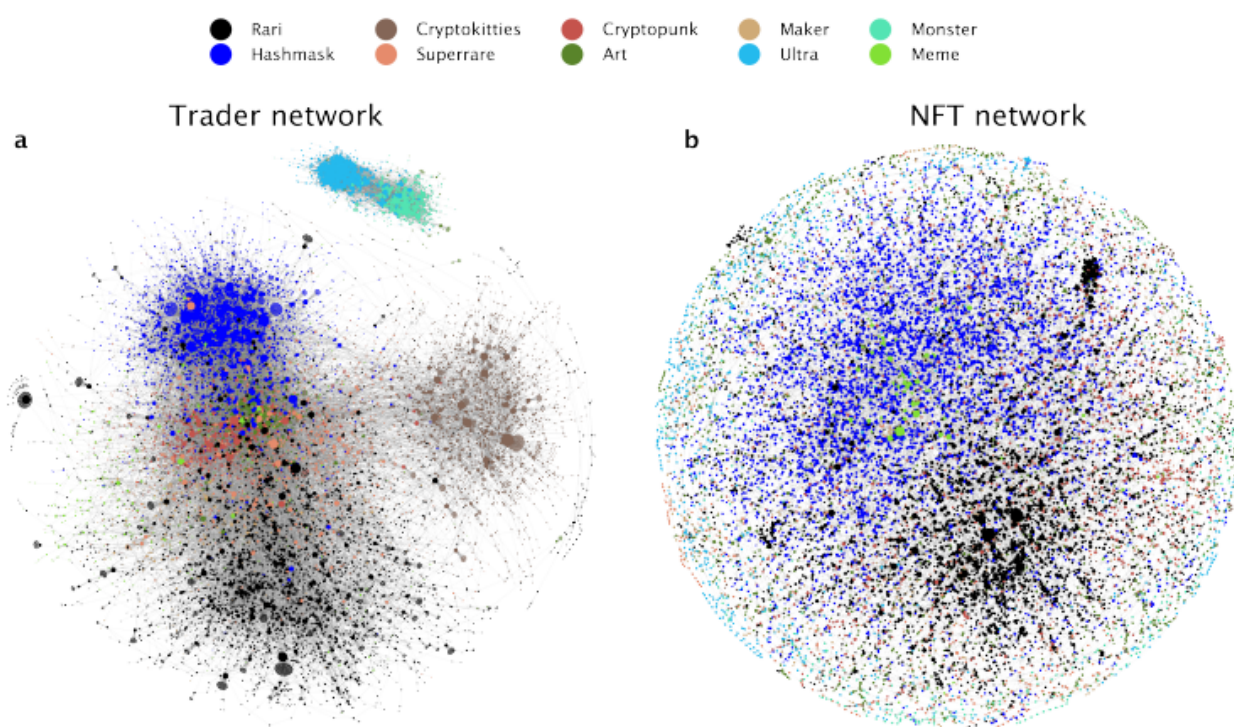 Rari Cryptokitties Cryptopunk Maker Monster
Hashmask Superrare Art Ultra Meme
Trader network NFT network
a b